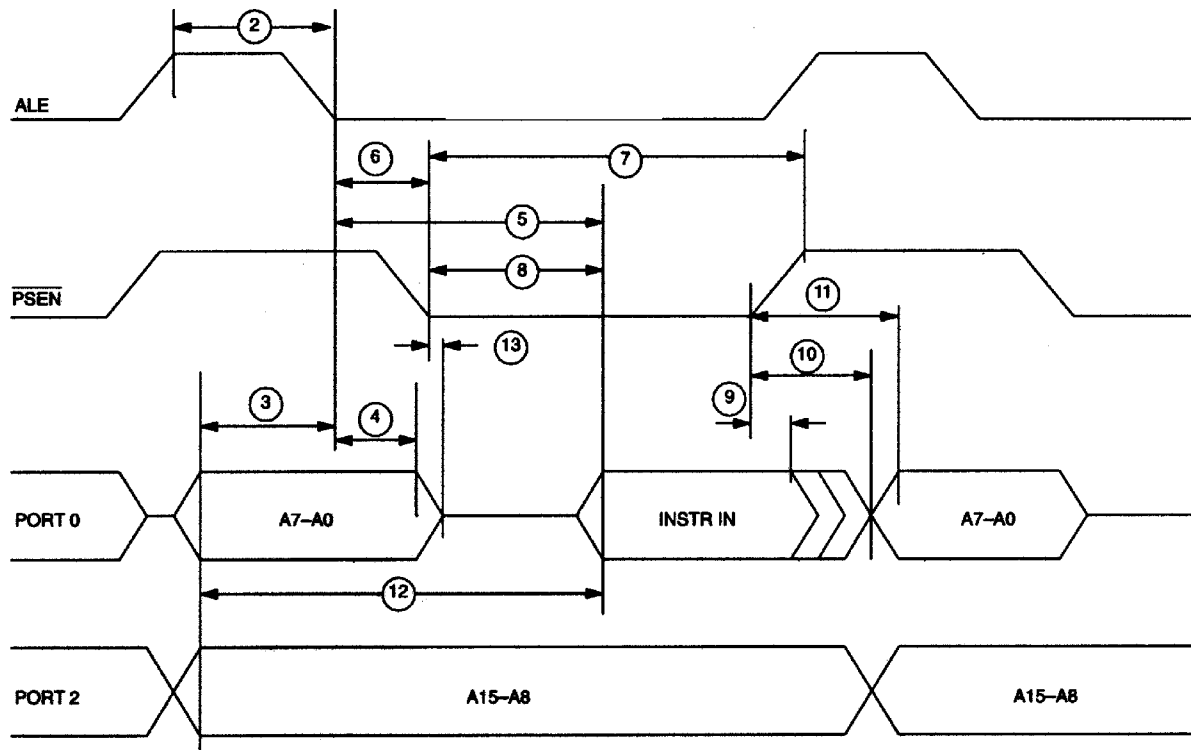 2
ALE
6
7
5
8
PSEN
11
13
10
9
3
4
PORT 0
A7–A0
INSTR IN
A7–A0
12
PORT 2
A15–A8
A15–A8